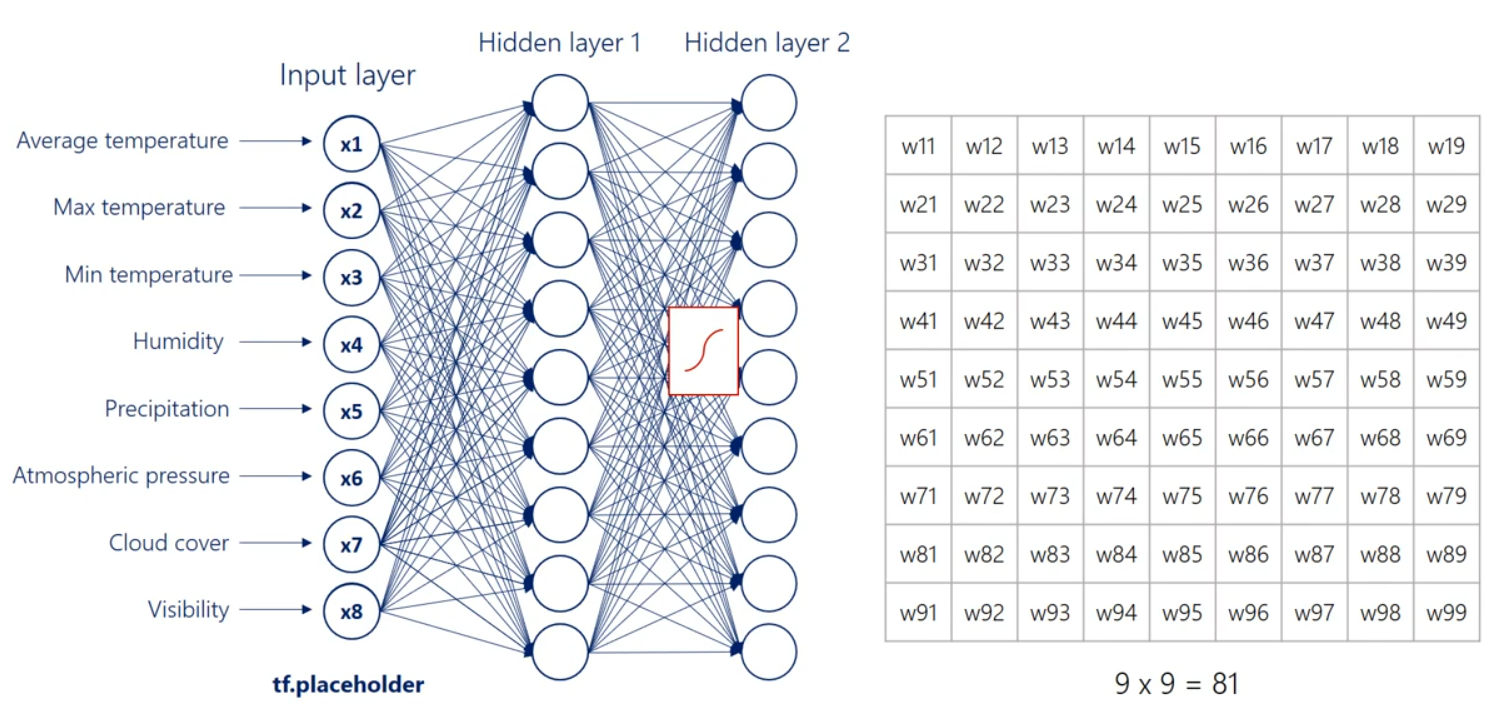 Hidden layer 1
Hidden layer 2
Input layer
Average temperature
x1
Max temperature
x2
Min temperature
x3
Humidity
x4
Precipitation
x5
Atmospheric pressure
x6
Cloud cover
x7
Visibility
x8
tf.placeholder
w11 w12 w13 w14 w15 w16 w17 w18 w19
w21 w22 w23 w24 w25 w26 w27 w28 w29
w31 w32 w33 w34 w35 w36 w37 w38 w39
w41 w42 w43 w44 w45 w46 w47 w48 w49
w51 w52 w53 w54 w55 w56 w57 w58 w59
w61 w62 w63 w64 w65 w66 w67 w68 w69
w71 w72 w73 w74 w75 w76 w77 w78 w79
w81 w82 w83 w84 w85 w86 w87 w88 w89
w91 w92 w93 w94 w95 w96 w97 w98 w99
9 x 9 = 81